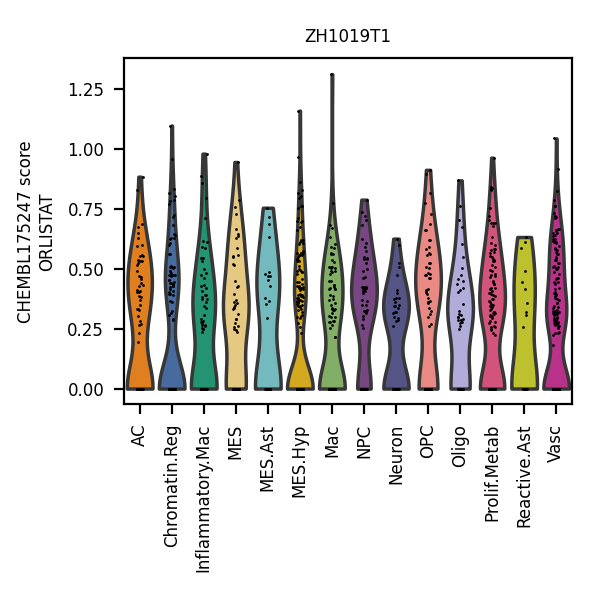 ZH1019T1
CHEMBL175247 score
ORLISTAT
1.25
1.00
0.75
0.50
0.25
0.00
AC
Chromatin.Reg
Inflammatory.Mac
MES
MES.Ast
MES.Hyp
Mac
NPC
Neuron
OPC
Oligo
Prolif.Metab
Reactive.Ast
Vasc